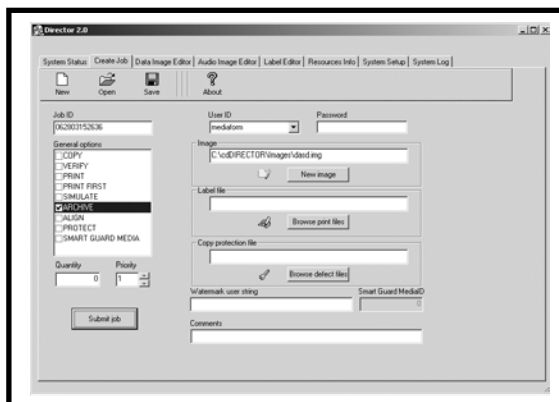 Director 2.0
System Status Create Job Data Image Editor Audio Image Editor Label Editor Resources Info System Setup System Log
New Open Save About
Job ID
062803152636
User ID
mediaform
Password
General options
COPY
VERIFY
PRINT
PRINT FIRST
SIMULATE
ARCHIVE
ALIGN
PROTECT
SMART GUARD MEDIA
Image
C:\cdDIRECTOR\Images\dasd.img
New image
Label file
Browse print files
Copy protection file
Browse defect files
Quantity Priority
0 1
Watermark user string Smart Guard MediaID
0
Submit job
Comments